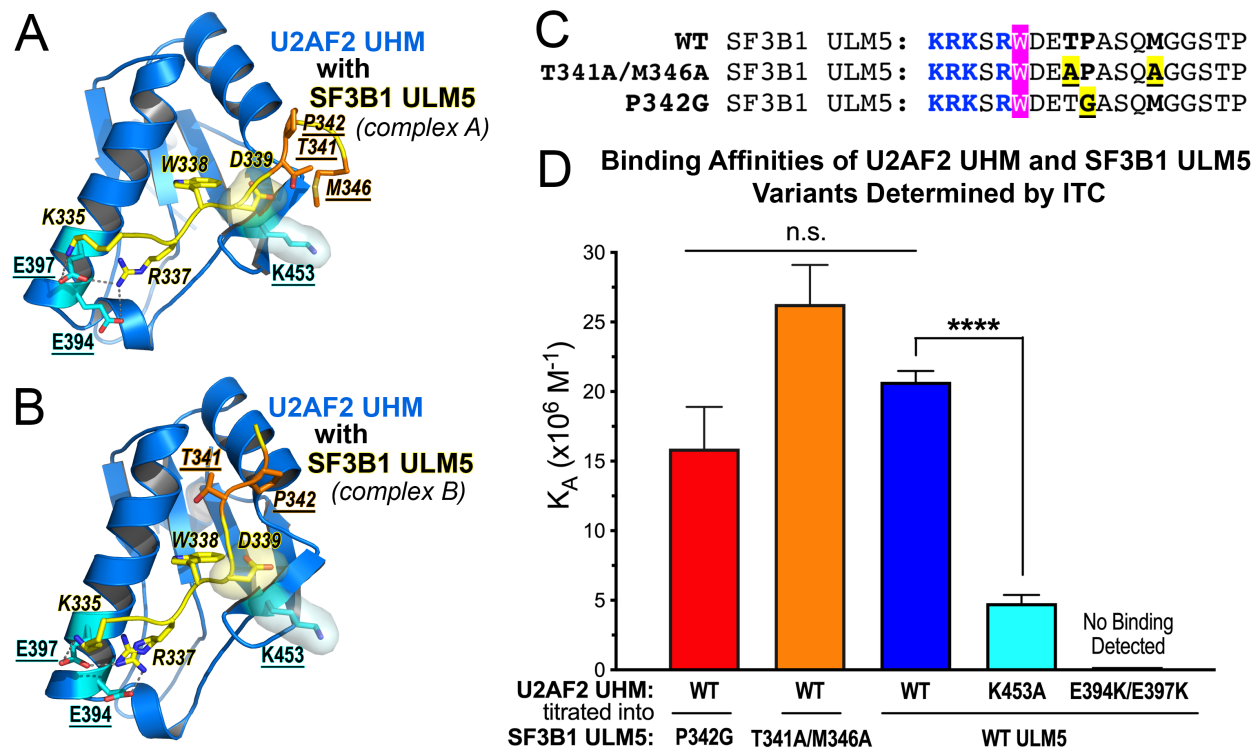 A
U2AF2 UHM
with
SF3B1 ULM5
(complex A)
P342
T341
M346
W338
D339
K335
E397
R337
K453
E394
B
U2AF2 UHM
with
SF3B1 ULM5
(complex B)
T341
P342
W338
D339
K335
E397
R337
K453
E394
C
WT SF3B1 ULM5: KRKSRWDETPASQMGGSTP
T341A/M346A SF3B1 ULM5: KRKSRWDEAPASQAGGSTP
P342G SF3B1 ULM5: KRKSRWDETGASQMGGSTP
D
Binding Affinities of U2AF2 UHM and SF3B1 ULM5
Variants Determined by ITC
KA (x10⁶ M⁻¹)
30
25
20
15
10
5
0
n.s.
****
No Binding
Detected
U2AF2 UHM: WT WT WT K453A E394K/E397K
titrated into
SF3B1 ULM5: P342G T341A/M346A WT ULM5